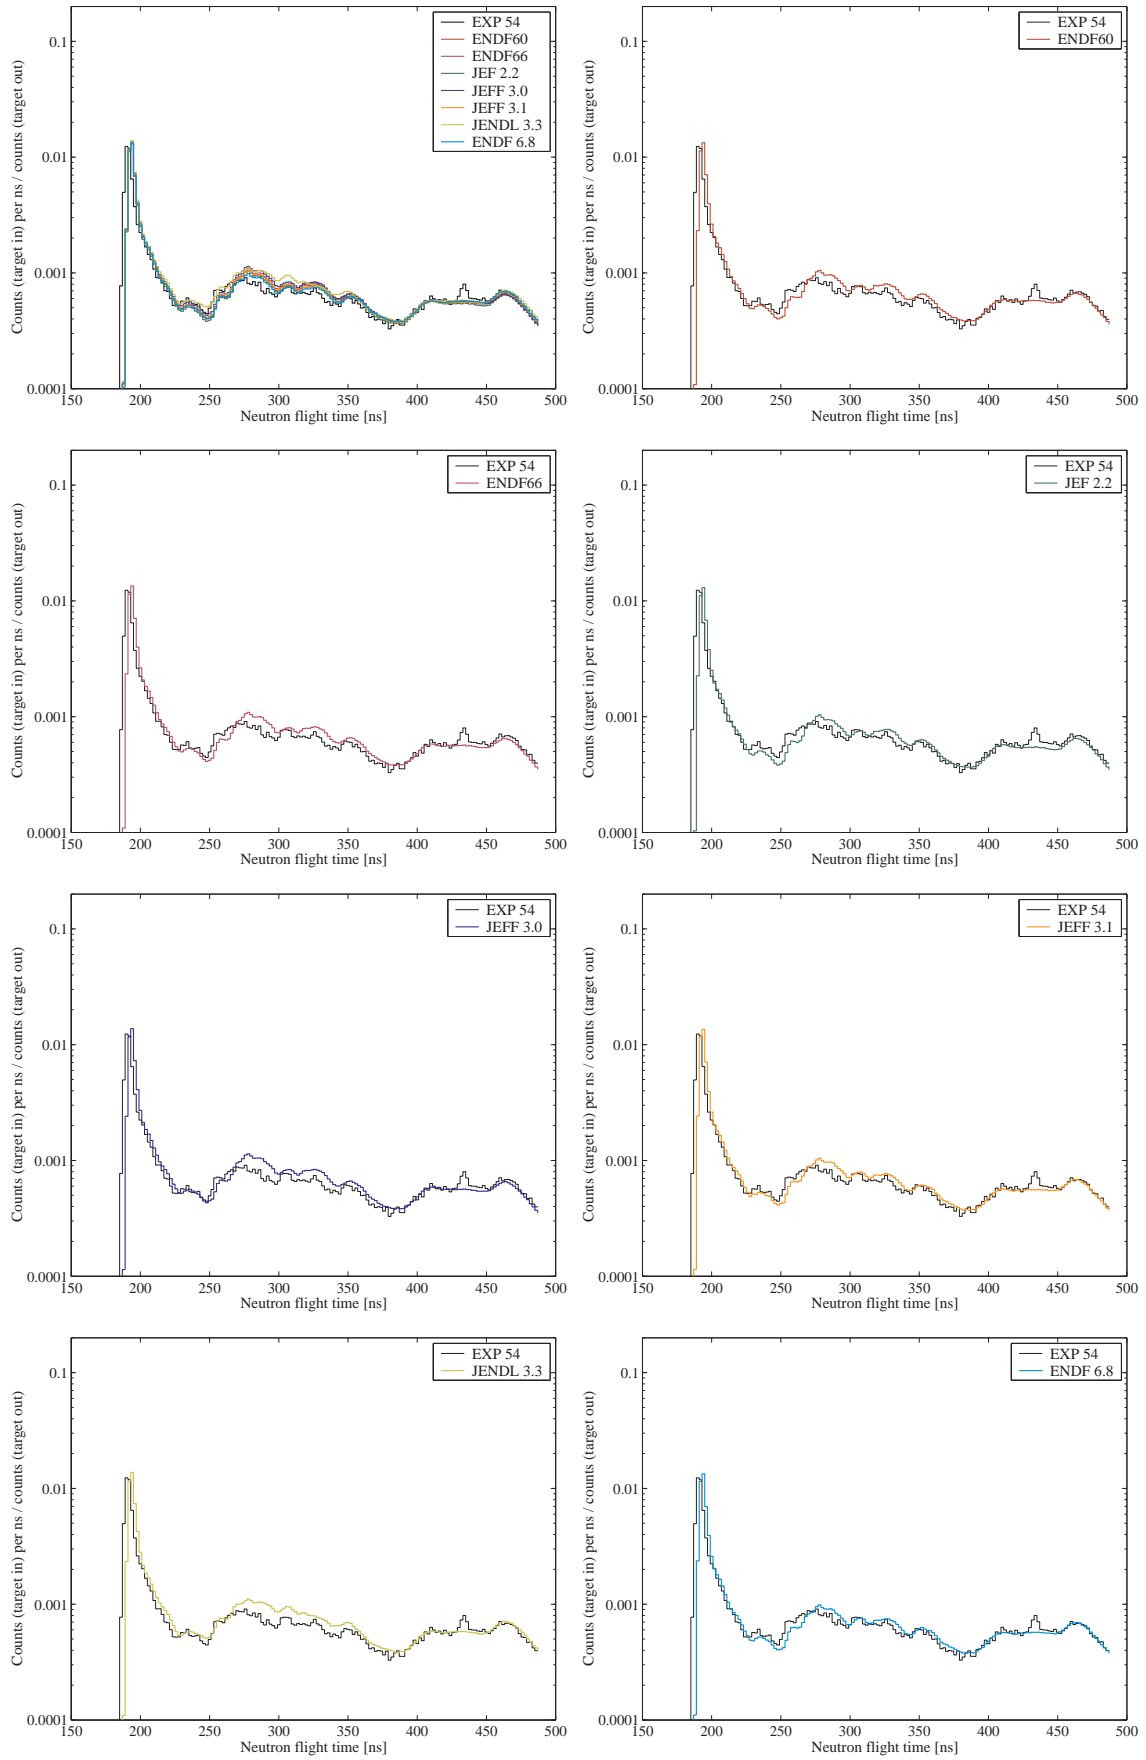 EXP 54
ENDF60
ENDF66
JEF 2.2
JEFF 3.0
JEFF 3.1
JENDL 3.3
ENDF 6.8
0.1
0.01
0.001
0.0001
150 200 250 300 350 400 450 500
Neutron flight time [ns]
Counts (target in) per ns / counts (target out)
EXP 54
ENDF60
0.1
0.01
0.001
0.0001
150 200 250 300 350 400 450 500
Neutron flight time [ns]
Counts (target in) per ns / counts (target out)
EXP 54
ENDF66
0.1
0.01
0.001
0.0001
150 200 250 300 350 400 450 500
Neutron flight time [ns]
Counts (target in) per ns / counts (target out)
EXP 54
JEF 2.2
0.1
0.01
0.001
0.0001
150 200 250 300 350 400 450 500
Neutron flight time [ns]
Counts (target in) per ns / counts (target out)
EXP 54
JEFF 3.0
0.1
0.01
0.001
0.0001
150 200 250 300 350 400 450 500
Neutron flight time [ns]
Counts (target in) per ns / counts (target out)
EXP 54
JEFF 3.1
0.1
0.01
0.001
0.0001
150 200 250 300 350 400 450 500
Neutron flight time [ns]
Counts (target in) per ns / counts (target out)
EXP 54
JENDL 3.3
0.1
0.01
0.001
0.0001
150 200 250 300 350 400 450 500
Neutron flight time [ns]
Counts (target in) per ns / counts (target out)
EXP 54
ENDF 6.8
0.1
0.01
0.001
0.0001
150 200 250 300 350 400 450 500
Neutron flight time [ns]
Counts (target in) per ns / counts (target out)